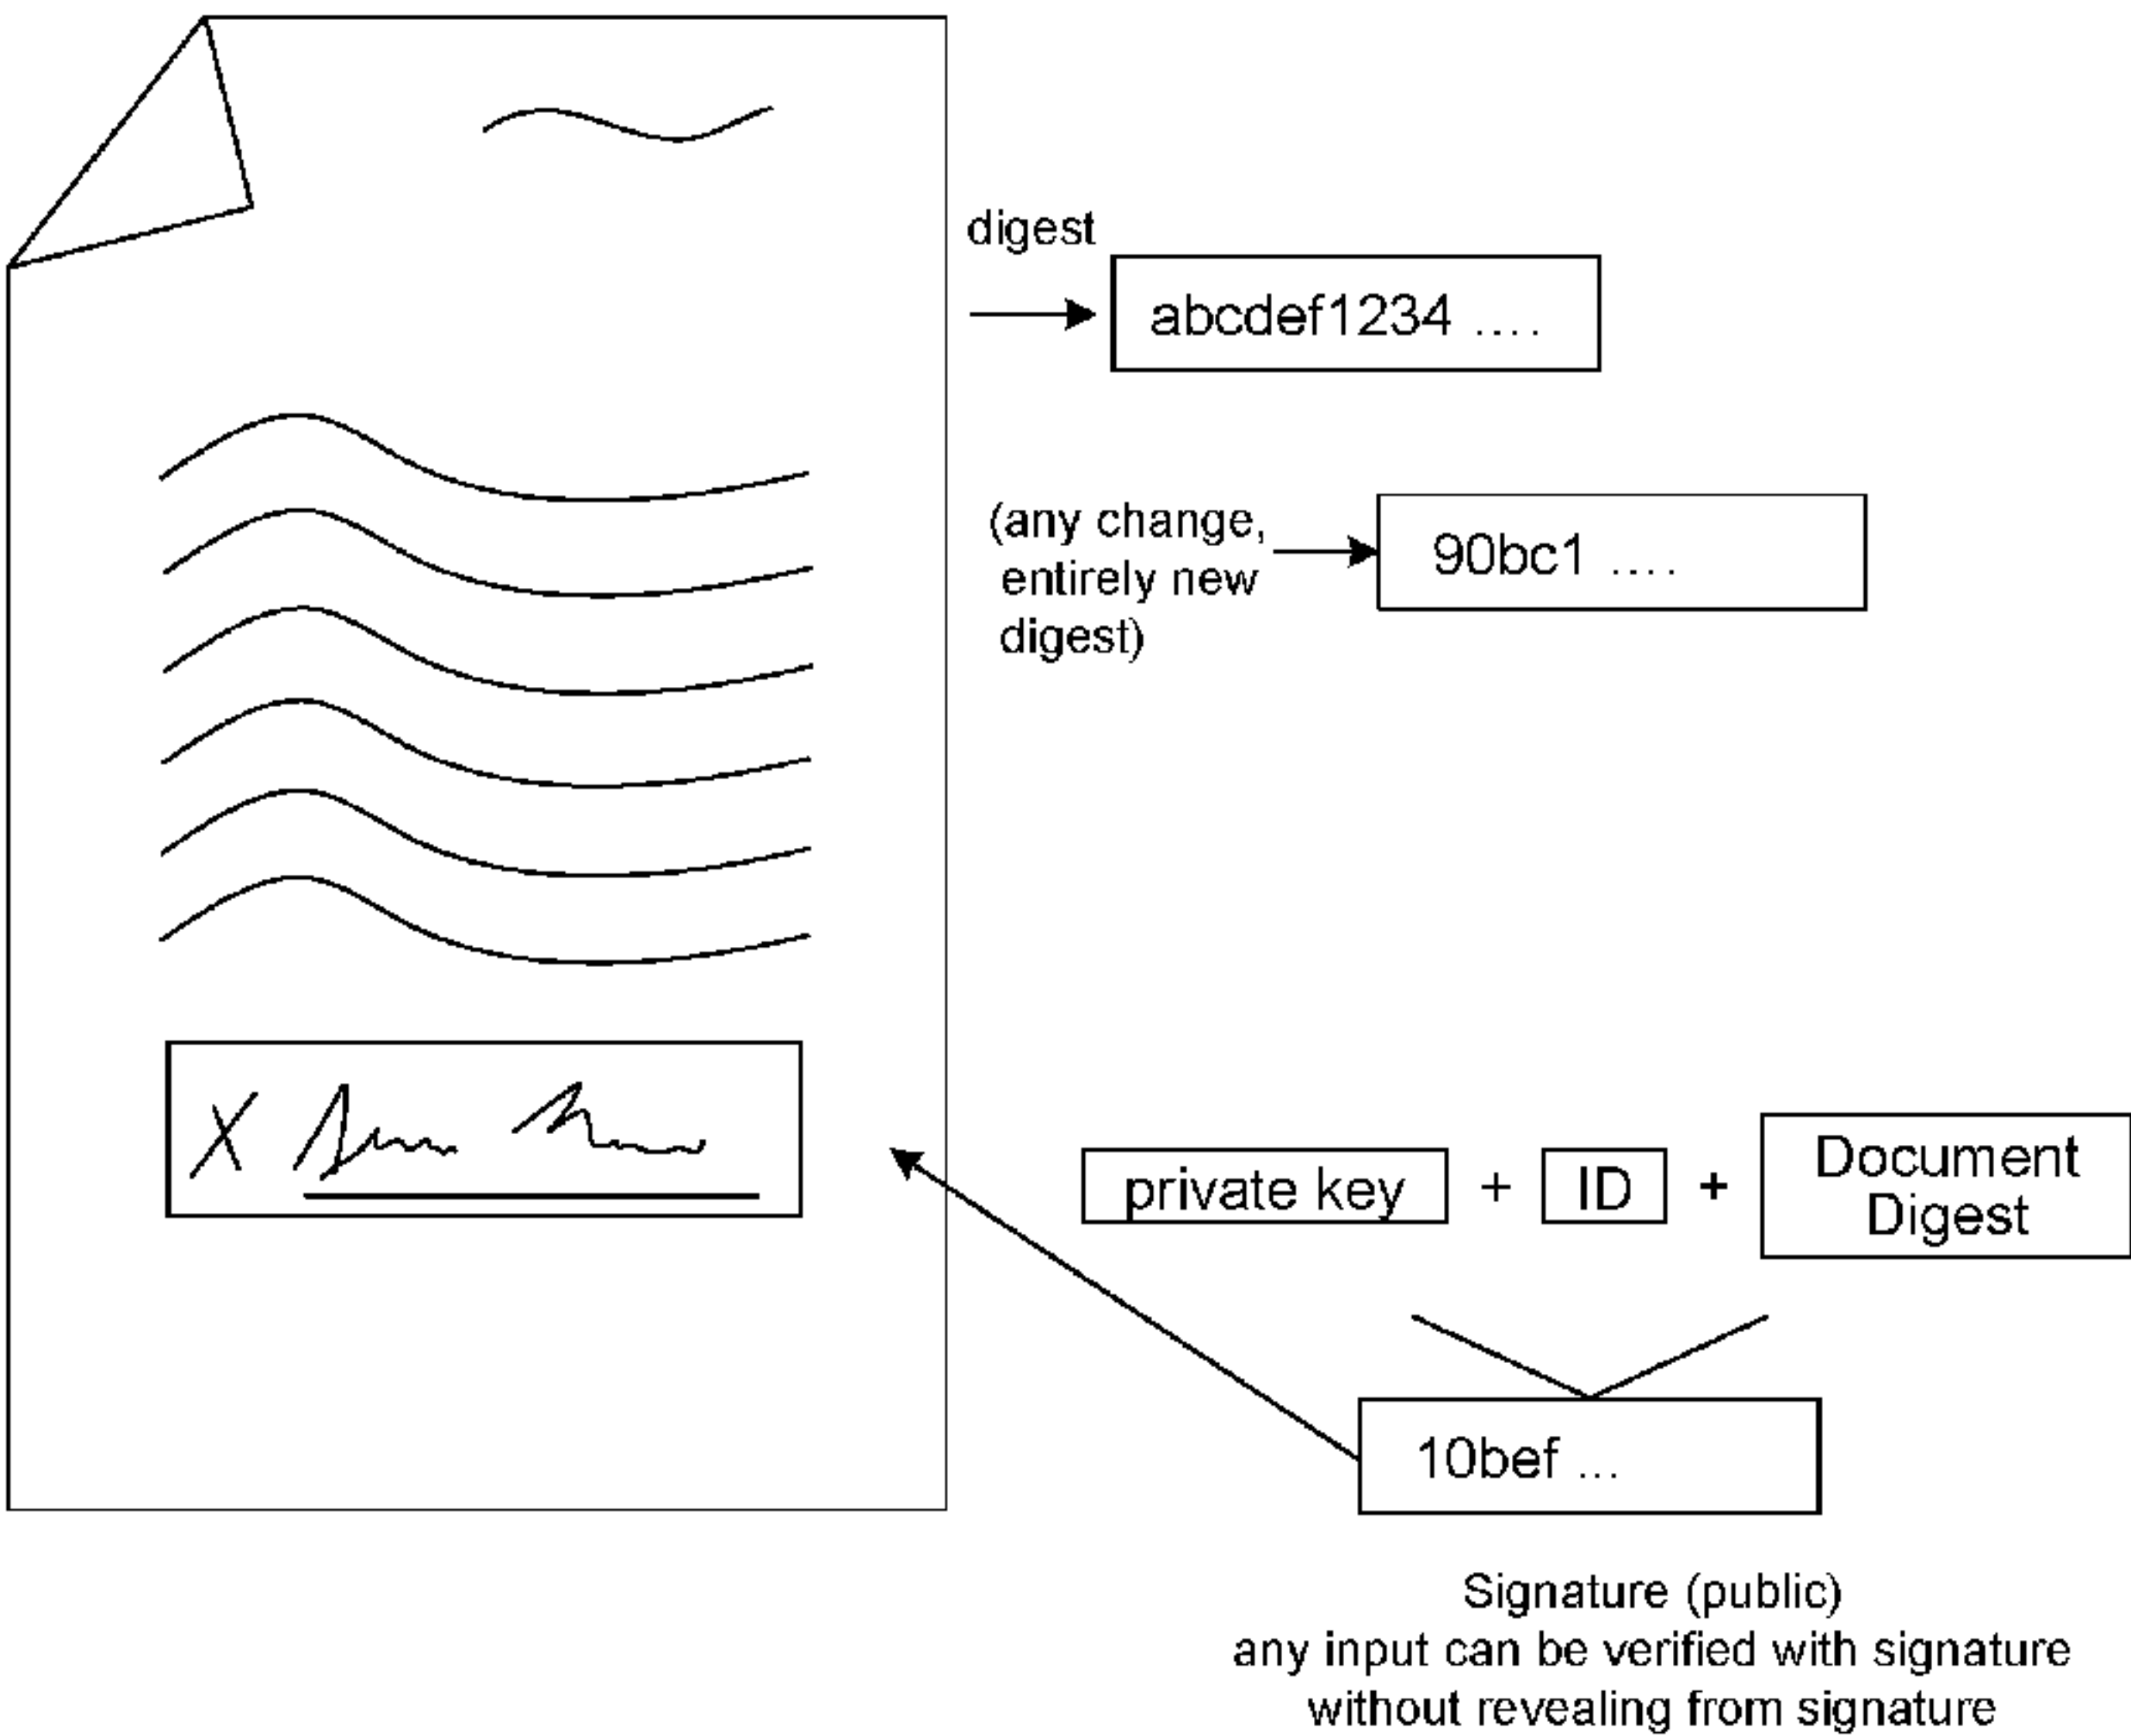 digest
abcdef1234 ....
(any change,
entirely new
digest)
90bc1 ....
X
private key + ID + Document
Digest
10bef ...
Signature (public)
any input can be verified with signature
without revealing from signature